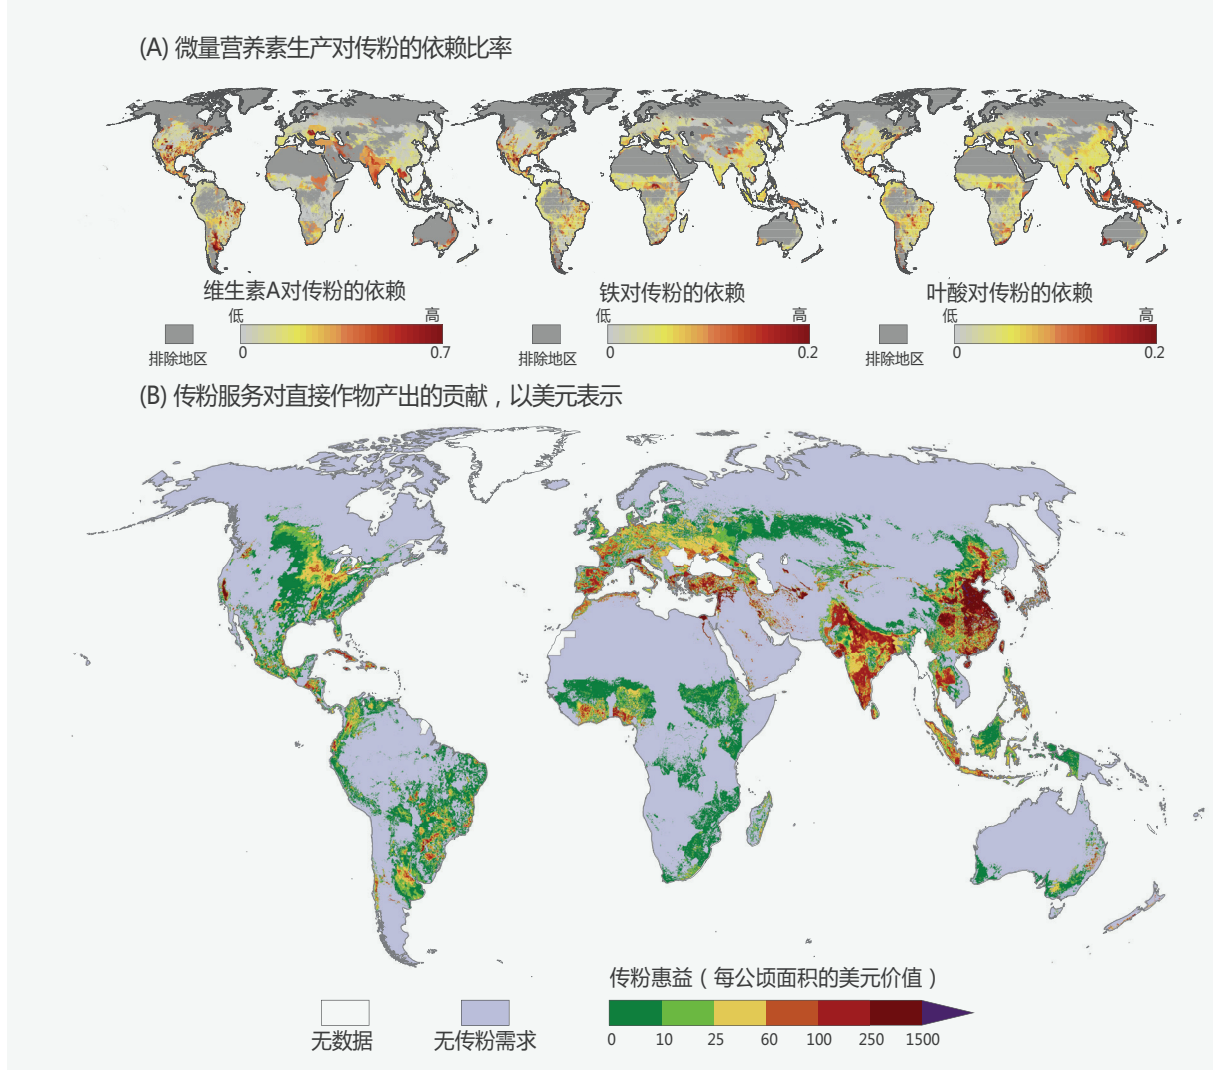 (A) 微量营养素生产对传粉的依赖比率
维生素A对传粉的依赖
低 高
排除地区
0 0.7
铁对传粉的依赖
低 高
排除地区
0 0.2
叶酸对传粉的依赖
低 高
排除地区
0 0.2
(B) 传粉服务对直接作物产出的贡献，以美元表示
传粉惠益（每公顷面积的美元价值）
无数据 无传粉需求
0 10 25 60 100 250 1500